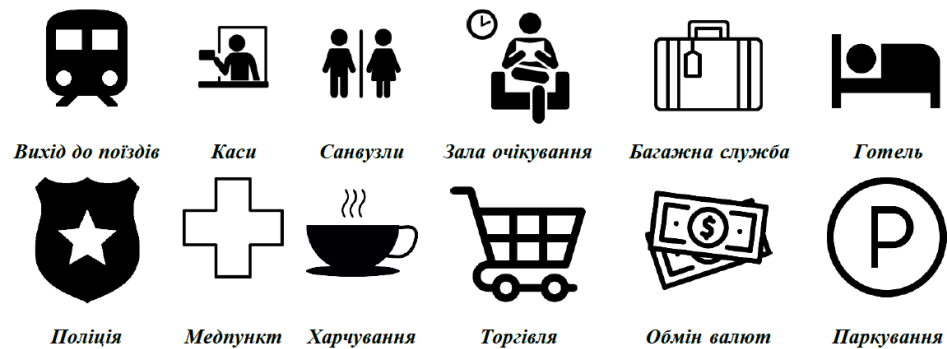 Вихід до поїздів Каси Санвузли Зала очікування Багажна служба Готель
$ P
Поліція Медпункт Харчування Торгівля Обмін валют Паркування